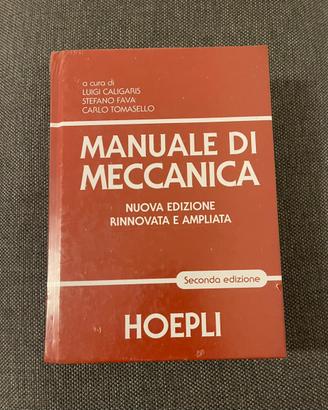 a cura di
LUIGI CALIGARIS
STEFANO FAVA
CARLO TOMASELLO
MANUALE DI
MECCANICA
NUOVA EDIZIONE
RINNOVATA E AMPLIATA
Seconda edizione
HOEPLI